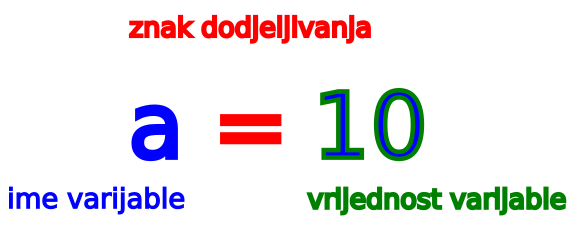 znak dodjeljivanja
a = 10
ime varijable
vrijednost varijable